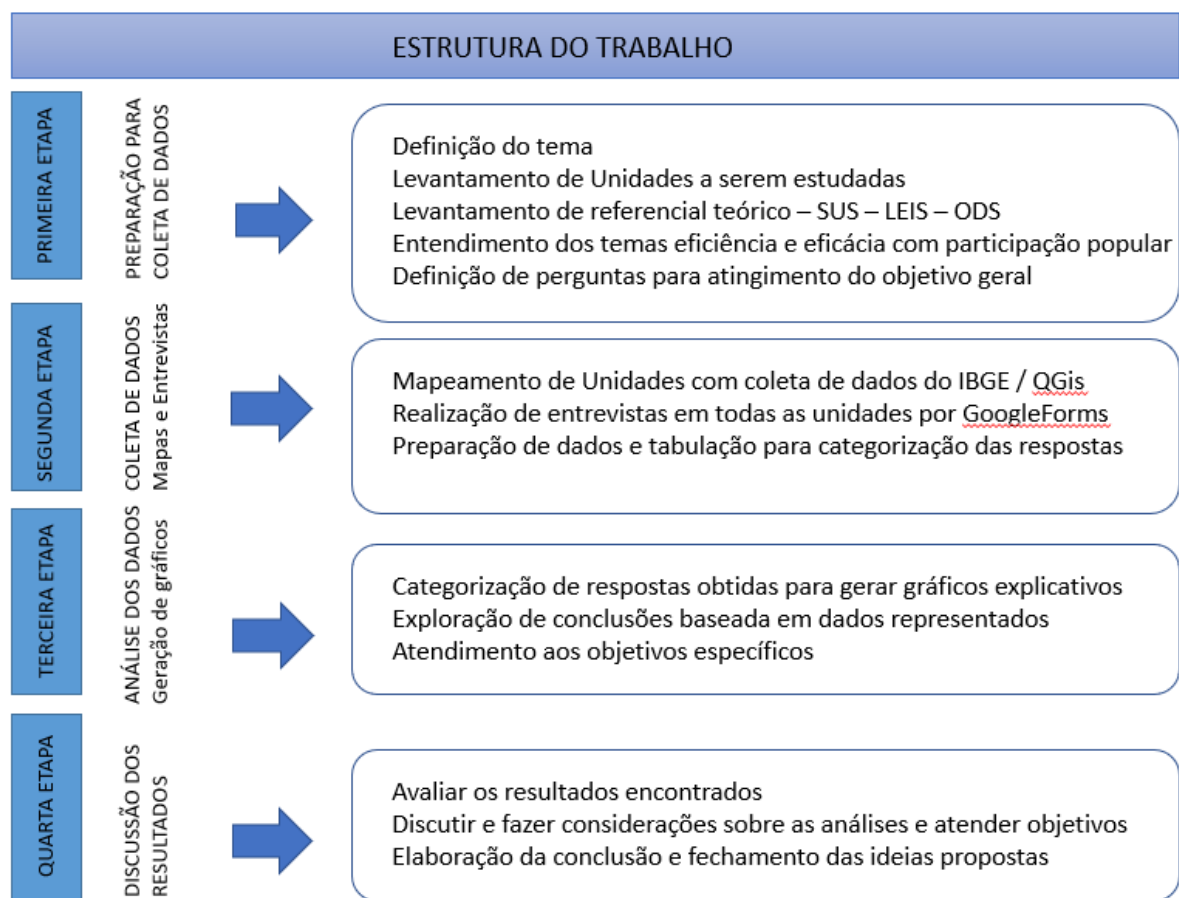 ESTRUTURA DO TRABALHO
PRIMEIRA ETAPA
PREPARAÇÃO PARA
COLETA DE DADOS
Definição do tema
Levantamento de Unidades a serem estudadas
Levantamento de referencial teórico – SUS – LEIS – ODS
Entendimento dos temas eficiência e eficácia com participação popular
Definição de perguntas para atingimento do objetivo geral
SEGUNDA ETAPA
COLETA DE DADOS
Mapas e Entrevistas
Mapeamento de Unidades com coleta de dados do IBGE / QGis
Realização de entrevistas em todas as unidades por GoogleForms
Preparação de dados e tabulação para categorização das respostas
TERCEIRA ETAPA
ANÁLISE DOS DADOS
Geração de gráficos
Categorização de respostas obtidas para gerar gráficos explicativos
Exploração de conclusões baseada em dados representados
Atendimento aos objetivos específicos
QUARTA ETAPA
DISCUSSÃO DOS
RESULTADOS
Avaliar os resultados encontrados
Discutir e fazer considerações sobre as análises e atender objetivos
Elaboração da conclusão e fechamento das ideias propostas